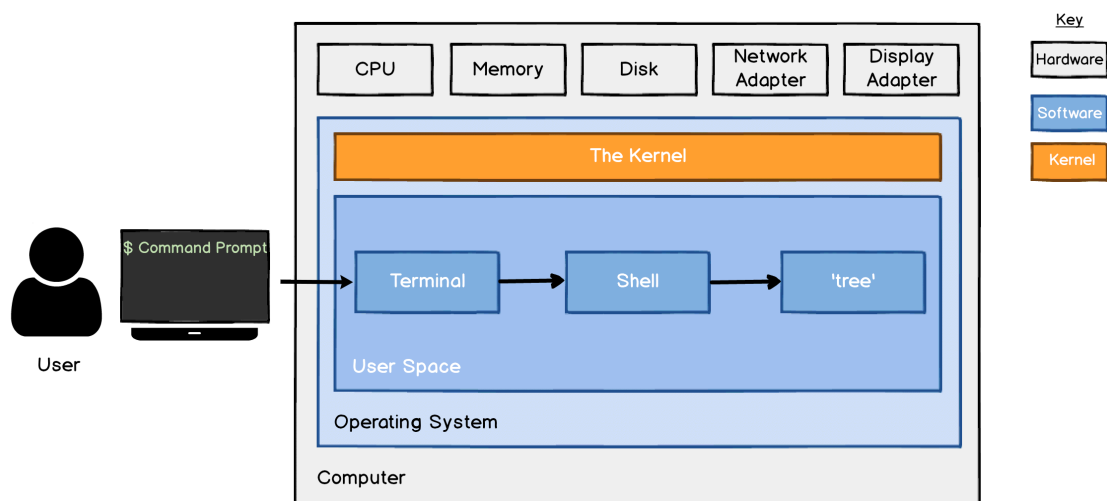 Key
CPU
Memory
Disk
Network
Adapter
Display
Adapter
Hardware
Software
The Kernel
Kernel
$ Command Prompt
Terminal
Shell
'tree'
User
User Space
Operating System
Computer